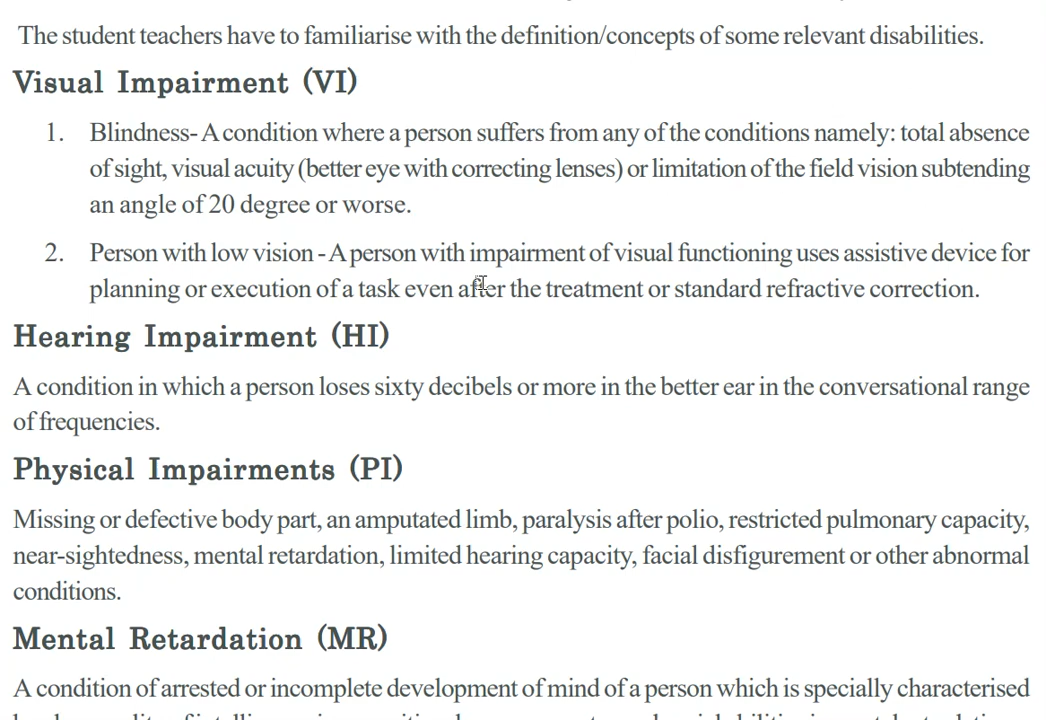 The student teachers have to familiarise with the definition/concepts of some relevant disabilities.
Visual Impairment (VI)
1. Blindness- A condition where a person suffers from any of the conditions namely: total absence
of sight, visual acuity (better eye with correcting lenses) or limitation of the field vision subtending
an angle of 20 degree or worse.
2. Person with low vision - A person with impairment of visual functioning uses assistive device for
planning or execution of a task even after the treatment or standard refractive correction.
Hearing Impairment (HI)
A condition in which a person loses sixty decibels or more in the better ear in the conversational range
of frequencies.
Physical Impairments (PI)
Missing or defective body part, an amputated limb, paralysis after polio, restricted pulmonary capacity,
near-sightedness, mental retardation, limited hearing capacity, facial disfigurement or other abnormal
conditions.
Mental Retardation (MR)
A condition of arrested or incomplete development of mind of a person which is specially characterised